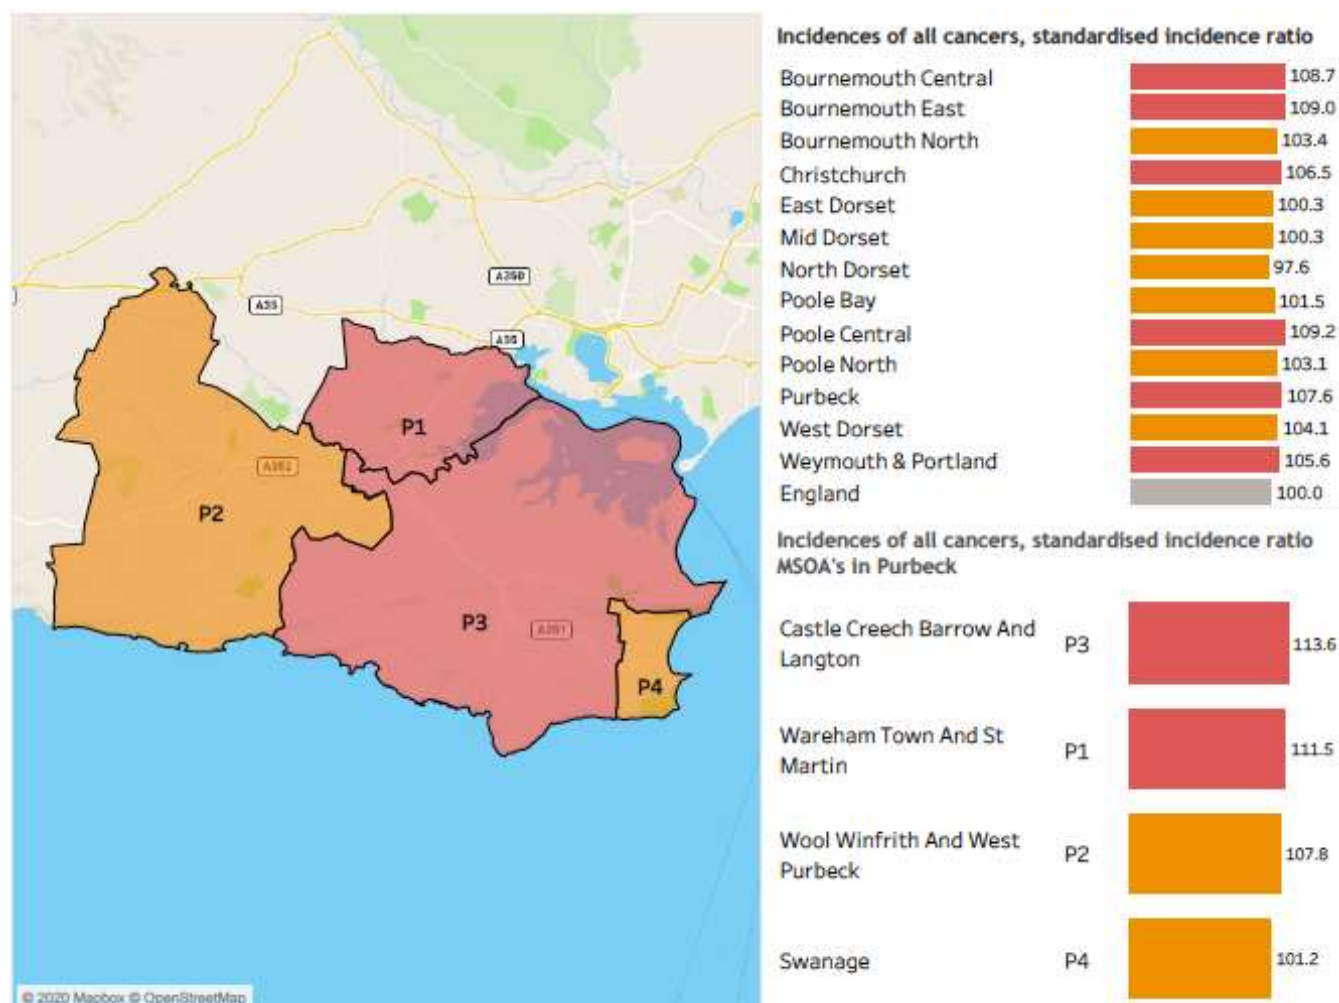 A350
A35
A35
P1
A352
P2
P3
A351
P4
© 2020 Mapbox © OpenStreetMap
Incidences of all cancers, standardised incidence ratio
Bournemouth Central 108.7
Bournemouth East 109.0
Bournemouth North 103.4
Christchurch 106.5
East Dorset 100.3
Mid Dorset 100.3
North Dorset 97.6
Poole Bay 101.5
Poole Central 109.2
Poole North 103.1
Purbeck 107.6
West Dorset 104.1
Weymouth & Portland 105.6
England 100.0
Incidences of all cancers, standardised incidence ratio
MSOA's in Purbeck
Castle Creech Barrow And
Langton P3 113.6
Wareham Town And St
Martin P1 111.5
Wool Winfrith And West
Purbeck P2 107.8
Swanage P4 101.2